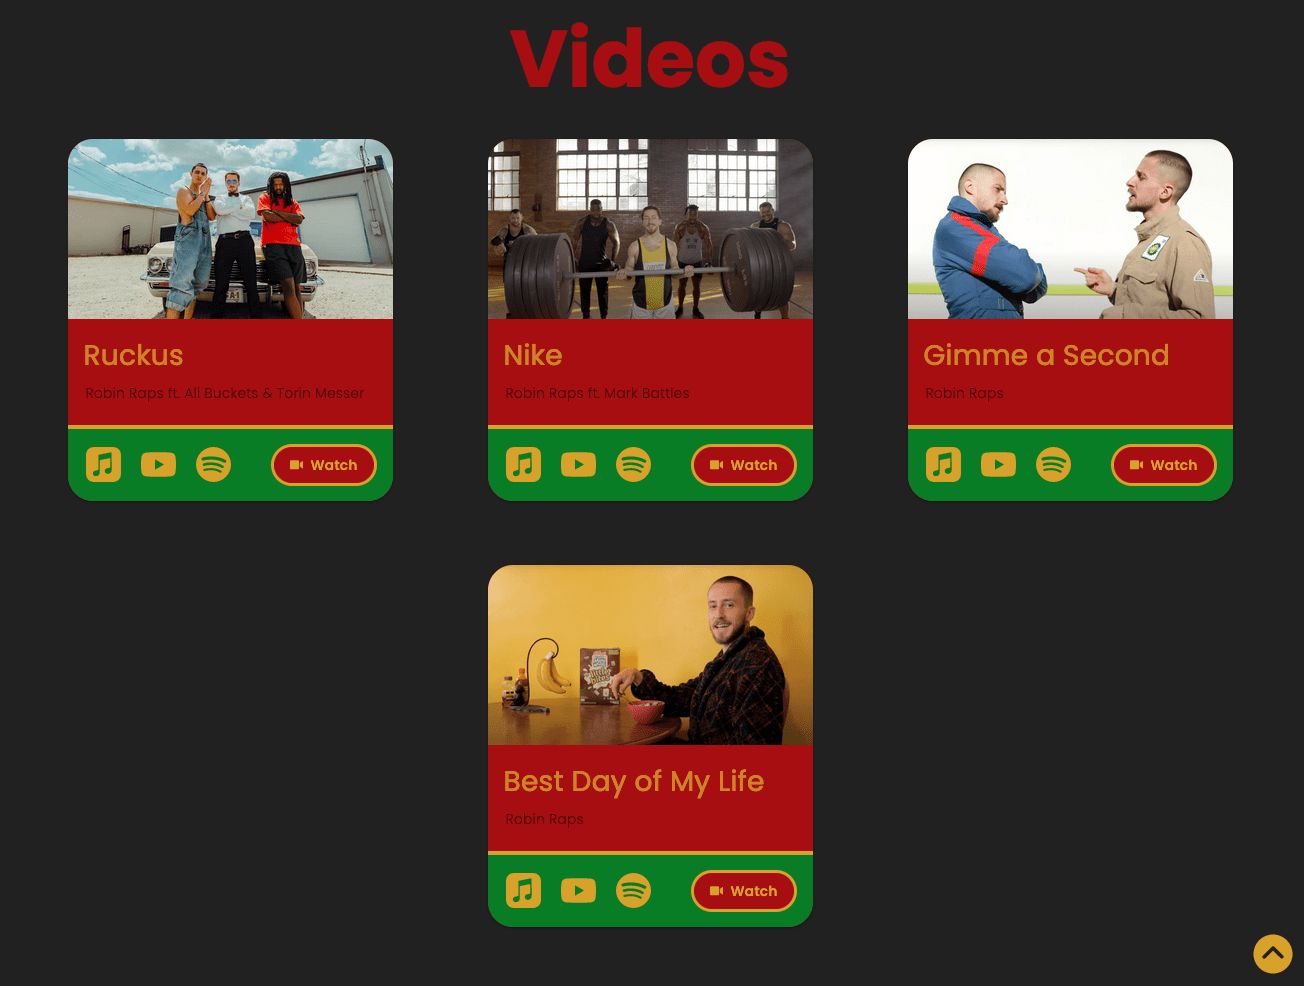 Videos
Ruckus
Robin Raps ft. Ali Buckets & Torin Messer
Watch
Nike
Robin Raps ft. Mark Battles
Watch
Gimme a Second
Robin Raps
Watch
Best Day of My Life
Robin Raps
Watch